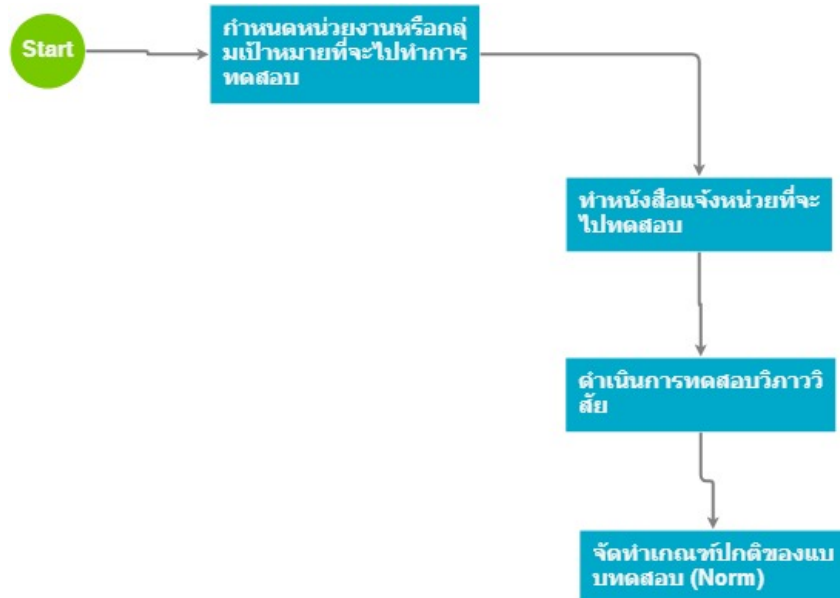 Start
กำหนดหน่วยงานหรือกลุ่
มเป้าหมายที่จะไปทำการ
ทดสอบ
ทำหนังสือแจ้งหน่วยที่จะ
ไปทดสอบ
ดำเนินการทดสอบวิภาววิ
สัย
จัดทำเกณฑ์ปกติของแบ
บทดสอบ (Norm)